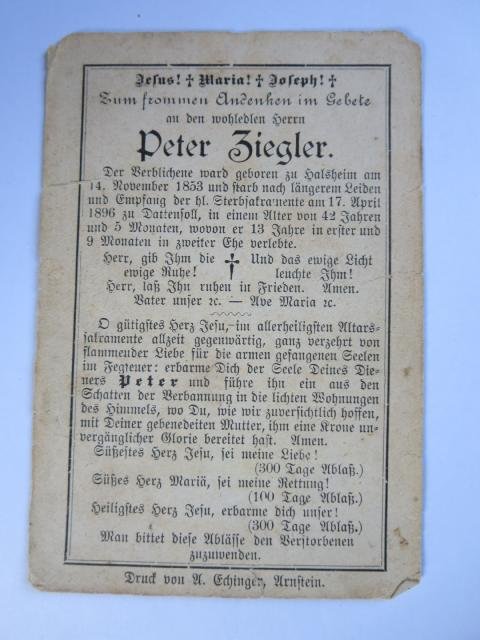 Jesus! † Maria! † Joseph! †
Zum frommen Andenken im Gebete
an den wohledlen Herrn
Peter Ziegler.
Der Verblichene ward geboren zu Halsheim am
14. November 1853 und starb nach längerem Leiden
und Empfang der hl. Sterbsakramente am 17. April
1896 zu Dattensoll, in einem Alter von 42 Jahren
und 5 Monaten, wovon er 13 Jahre in erster und
9 Monaten in zweiter Ehe verlebte.
Herr, gib Ihm die † Und das ewige Licht
ewige Ruhe! leuchte Ihm!
Herr, laß Ihn ruhen in Frieden. Amen.
Vater unser ꝛc. — Ave Maria ꝛc.
O gütigstes Herz Jesu, im allerheiligsten Altars-
sakramente allzeit gegenwärtig, ganz verzehrt von
flammender Liebe für die armen gefangenen Seelen
im Fegfeuer: erbarme Dich der Seele Deines Die-
ners Peter und führe ihn ein aus den
Schatten der Verbannung in die lichten Wohnungen
des Himmels, wo Du, wie wir zuversichtlich hoffen,
mit Deiner gebenedeiten Mutter, ihm eine Krone un-
vergänglicher Glorie bereitet hast. Amen.
Süßestes Herz Jesu, sei meine Liebe!
(300 Tage Ablaß.)
Süßes Herz Mariä, sei meine Rettung!
(100 Tage Ablaß.)
Heiligstes Herz Jesu, erbarme dich unser!
(300 Tage Ablaß.)
Man bittet diese Ablässe den Verstorbenen
zuzuwenden.
Druck von A. Echinger, Arnstein.